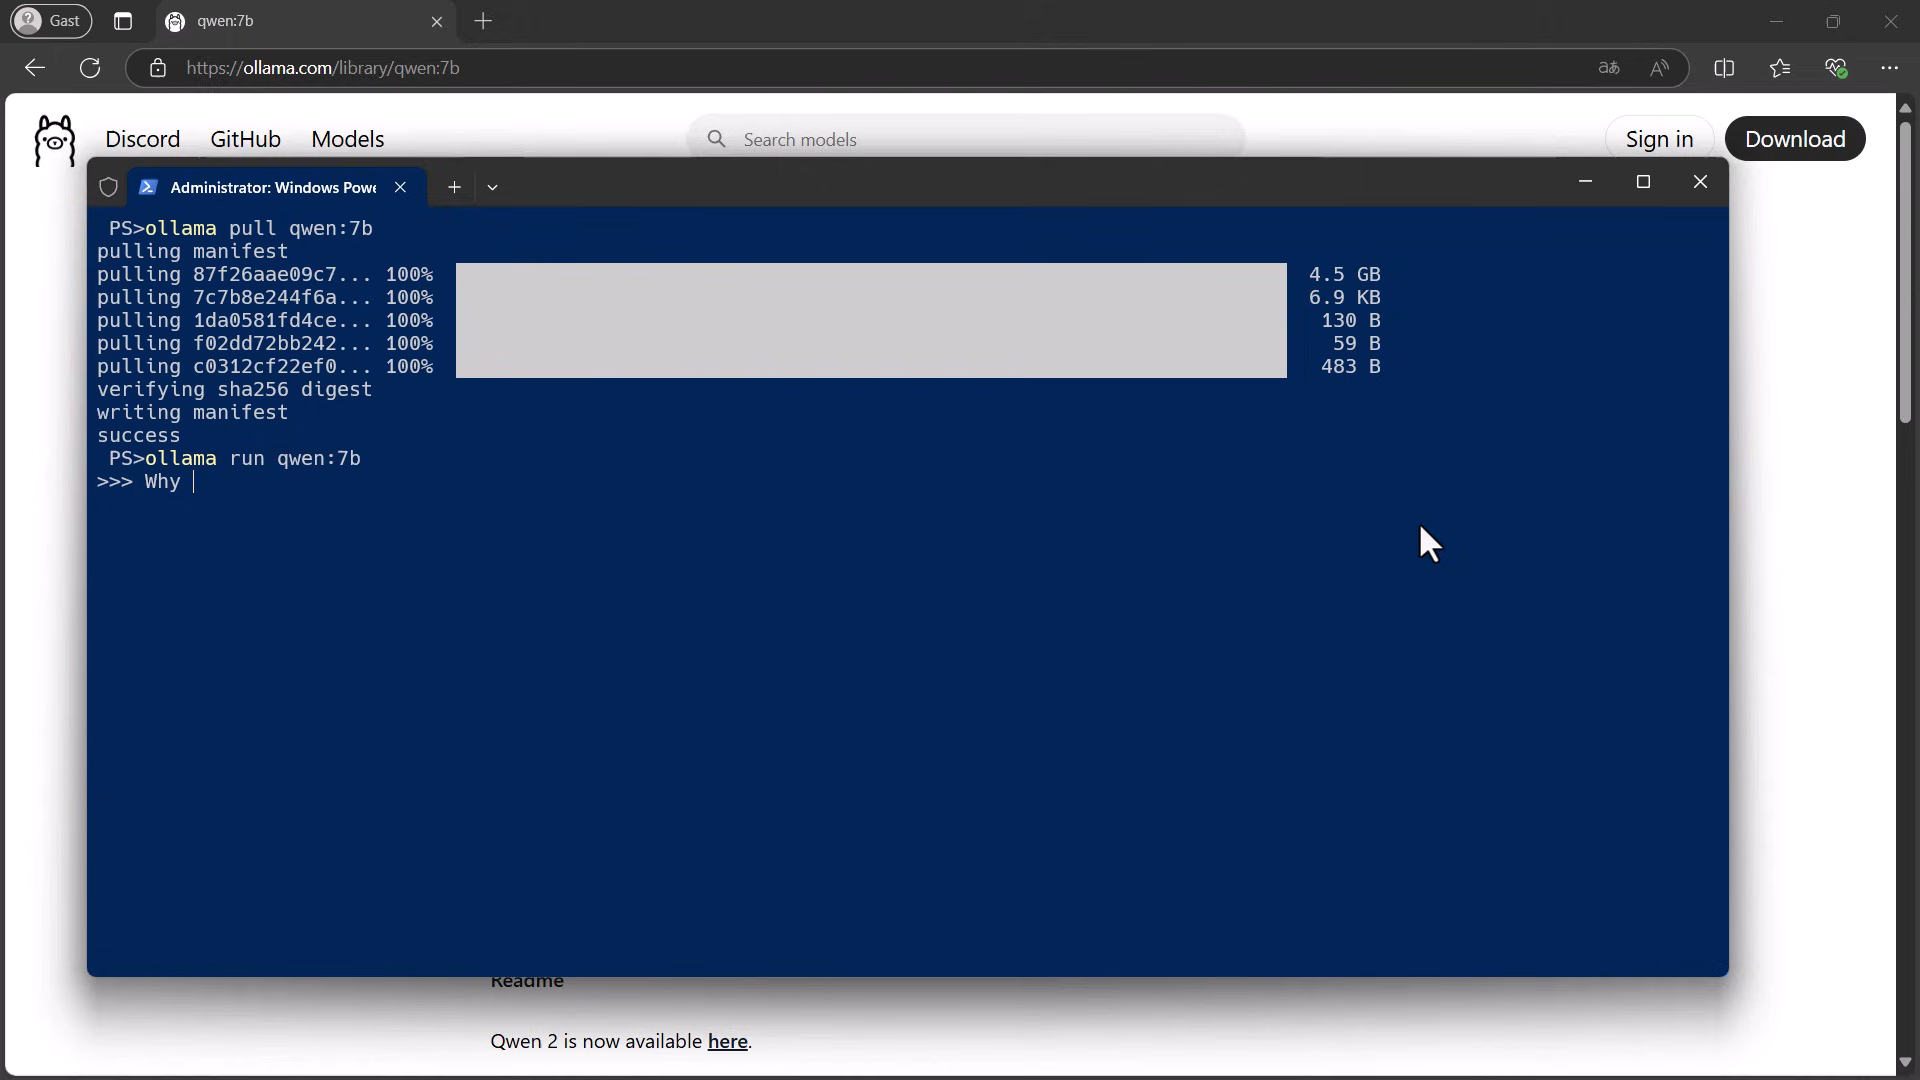 Gast
qwen:7b
https://ollama.com/library/qwen:7b
Discord GitHub Models
Search models
Sign in
Download
Administrator: Windows Powe
PS>ollama pull qwen:7b
pulling manifest
pulling 87f26aae09c7... 100% 4.5 GB
pulling 7c7b8e244f6a... 100% 6.9 KB
pulling 1da0581fd4ce... 100% 130 B
pulling f02dd72bb242... 100% 59 B
pulling c0312cf22ef0... 100% 483 B
verifying sha256 digest
writing manifest
success
PS>ollama run qwen:7b
>>> Why
Readme
Qwen 2 is now available here.